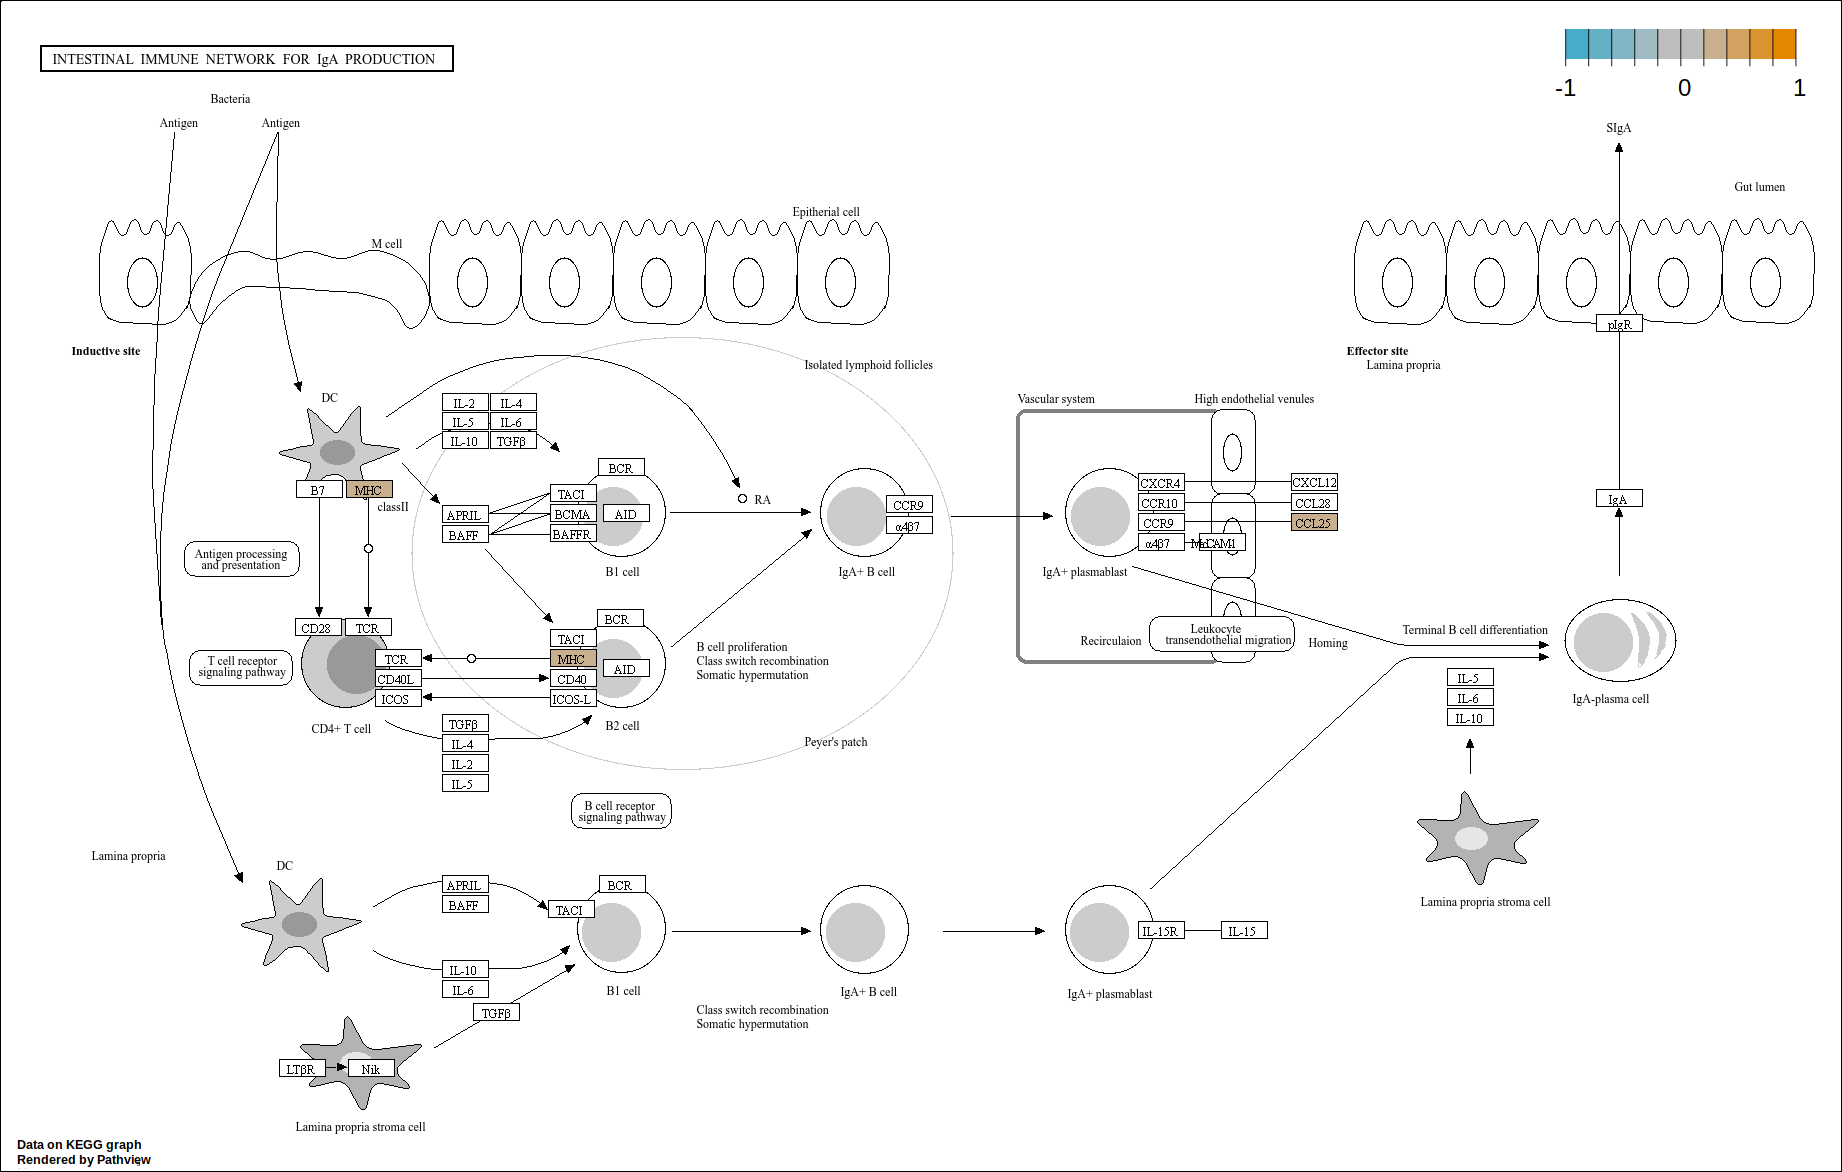 INTESTINAL IMMUNE NETWORK FOR IgA PRODUCTION
-1
0
1
Bacteria
Antigen
Antigen
SIgA
Gut lumen
Epitherial cell
M cell
pIgR
Inductive site
Effector site
Lamina propria
Isolated lymphoid follicles
DC
Vascular system
High endothelial venules
IL-2
IL-4
IL-5
IL-6
IL-10
TGFβ
BCR
B7
MHC
classII
TACI
BCMA
BAFFR
AID
APRIL
BAFF
RA
CCR9
α4β7
CXCR4
CXCL12
CCR10
CCL28
CCR9
CCL25
α4β7
IgA
B1 cell
IgA+ B cell
IgA+ plasmablast
Antigen processing
and presentation
CD28
TCR
BCR
TACI
TCR
MHC
AID
CD40L
CD40
ICOS
ICOS-L
T cell receptor
signaling pathway
CD4+ T cell
B2 cell
B cell proliferation
Class switch recombination
Somatic hypermutation
Recirculaion
Leukocyte
transendothelial migration
Homing
Terminal B cell differentiation
IL-5
IL-6
IL-10
IgA-plasma cell
TGFβ
IL-4
IL-2
IL-5
Peyer's patch
B cell receptor
signaling pathway
Lamina propria
DC
APRIL
BAFF
BCR
TACI
Lamina propria stroma cell
IL-15R
IL-15
IL-10
IL-6
TGFβ
B1 cell
IgA+ B cell
IgA+ plasmablast
Class switch recombination
Somatic hypermutation
LTβR
Nik
Lamina propria stroma cell
Data on KEGG graph
Rendered by Pathview